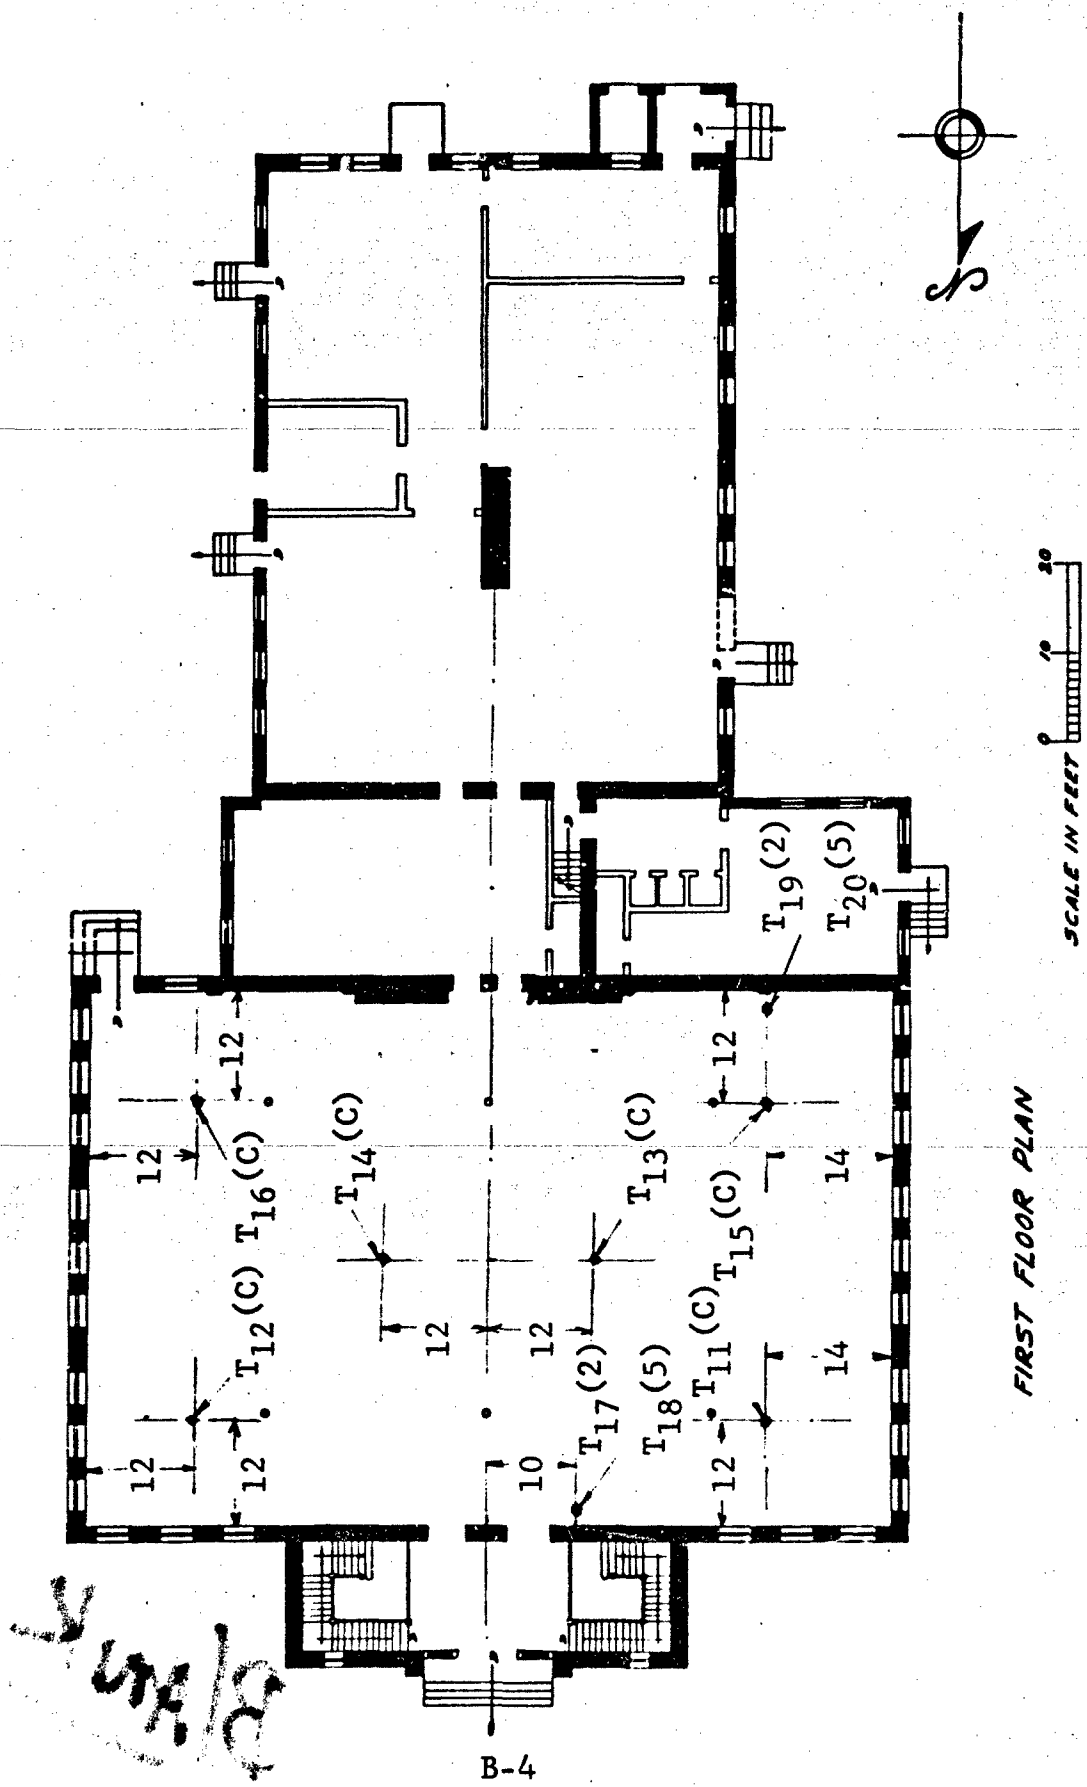 N
0 10 20
SCALE IN FEET
FIRST FLOOR PLAN
12
T16(C)
12
T14(C)
T13(C)
12
T19(2)
T20(5)
T15(C)
14
12
T12(C)
12
12
12
10
T17(2)
T18(5)
T11(C)
12
14
B-4